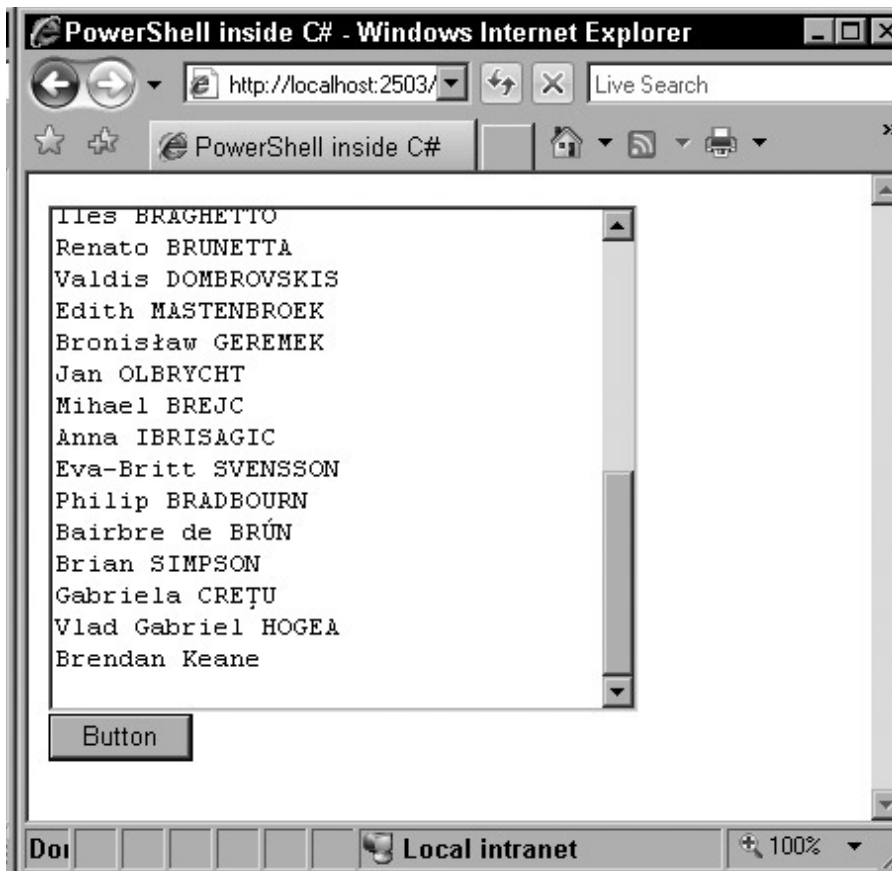 PowerShell inside C# - Windows Internet Explorer
http://localhost:2503/
Live Search
PowerShell inside C#
Iles BRAGHETTO
Renato BRUNETTA
Valdis DOMBROVSKIS
Edith MASTENBROEK
Bronisław GEREMEK
Jan OLBRYCHT
Mihael BREJC
Anna IBRISAGIC
Eva-Britt SVENSSON
Philip BRADBOURN
Bairbre de BRÚN
Brian SIMPSON
Gabriela CREŢU
Vlad Gabriel HOGEA
Brendan Keane
Button
Local intranet
100%